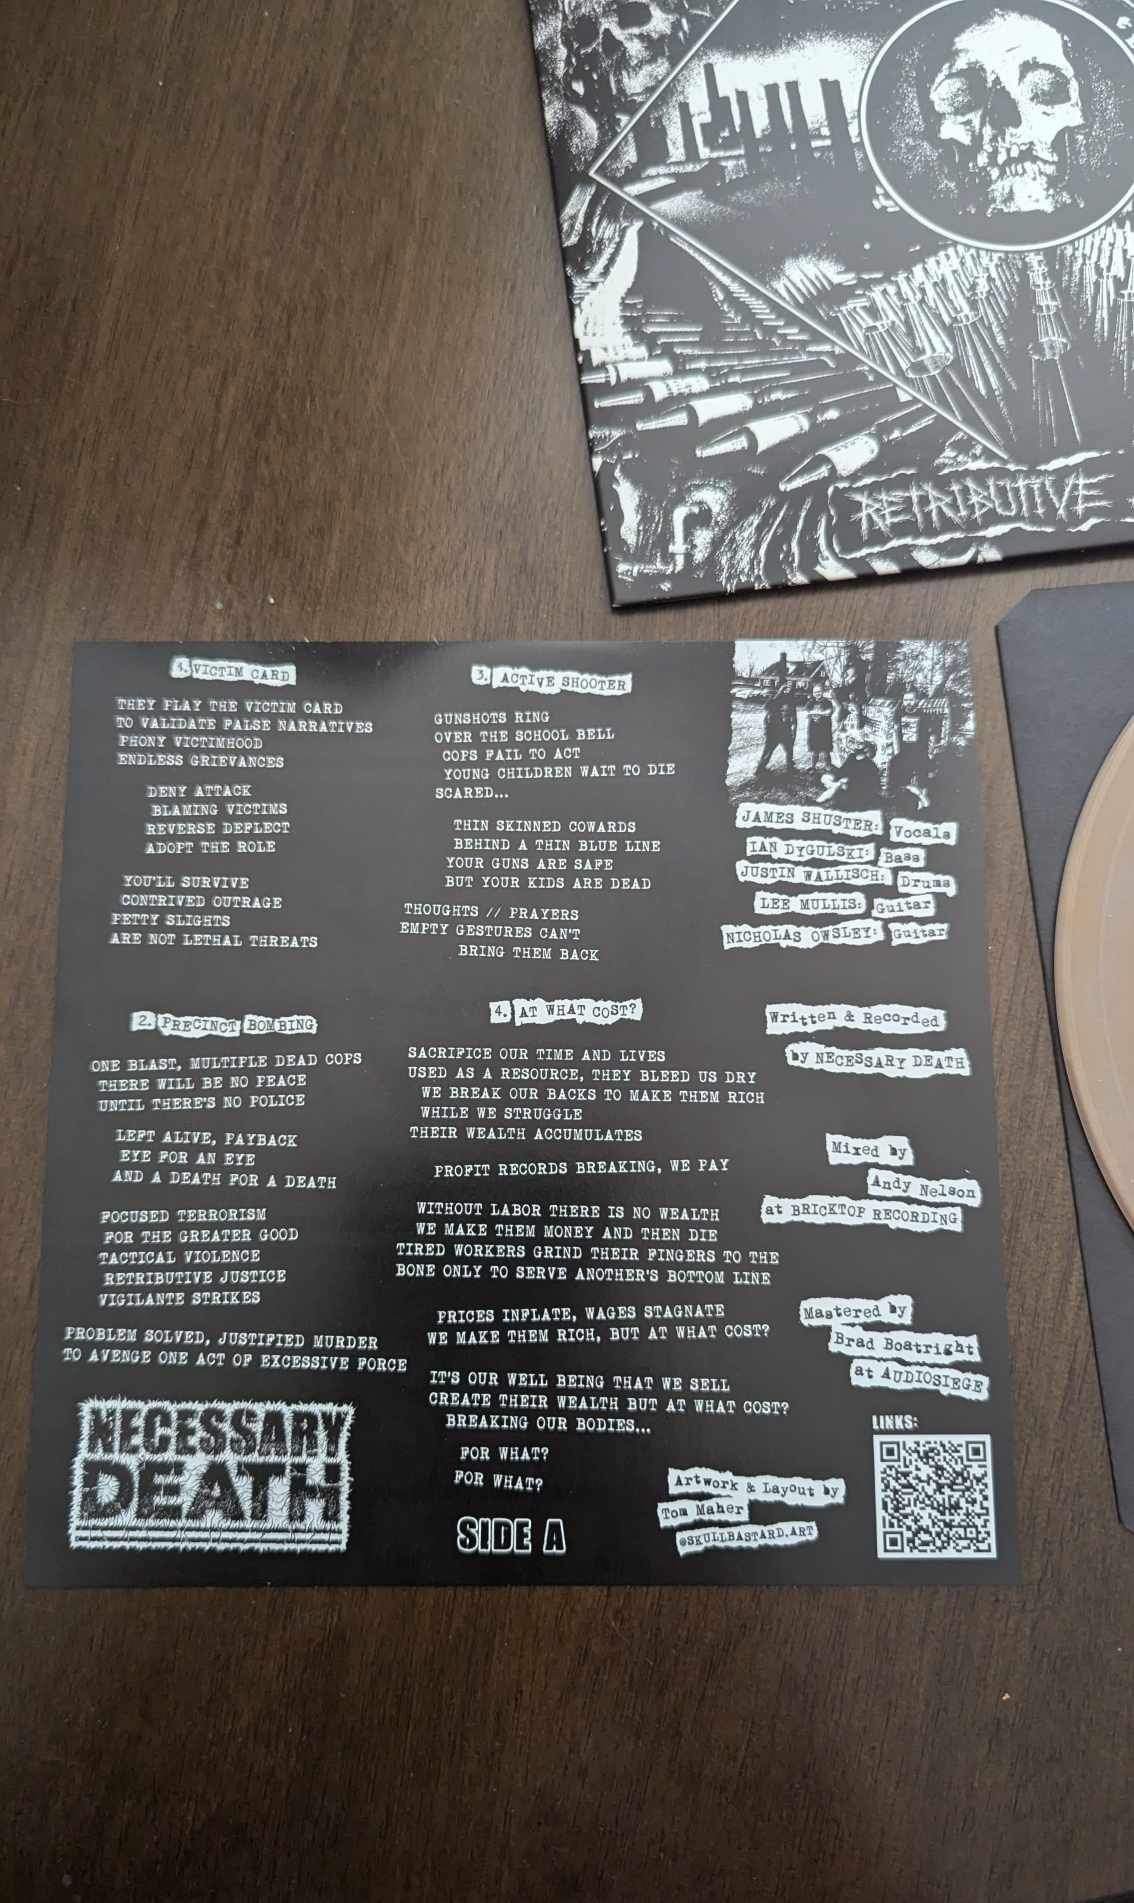 RETRIBUTIVE
1. VICTIM CARD
THEY PLAY THE VICTIM CARD
TO VALIDATE FALSE NARRATIVES
PHONY VICTIMHOOD
ENDLESS GRIEVANCES
DENY ATTACK
BLAMING VICTIMS
REVERSE DEFLECT
ADOPT THE ROLE
YOU'LL SURVIVE
CONTRIVED OUTRAGE
PETTY SLIGHTS
ARE NOT LETHAL THREATS
2. PRECINCT BOMBING
ONE BLAST, MULTIPLE DEAD COPS
THERE WILL BE NO PEACE
UNTIL THERE'S NO POLICE
LEFT ALIVE, PAYBACK
EYE FOR AN EYE
AND A DEATH FOR A DEATH
FOCUSED TERRORISM
FOR THE GREATER GOOD
TACTICAL VIOLENCE
RETRIBUTIVE JUSTICE
VIGILANTE STRIKES
PROBLEM SOLVED, JUSTIFIED MURDER
TO AVENGE ONE ACT OF EXCESSIVE FORCE
NECESSARY
DEATH
3. ACTIVE SHOOTER
GUNSHOTS RING
OVER THE SCHOOL BELL
COPS FAIL TO ACT
YOUNG CHILDREN WAIT TO DIE
SCARED...
THIN SKINNED COWARDS
BEHIND A THIN BLUE LINE
YOUR GUNS ARE SAFE
BUT YOUR KIDS ARE DEAD
THOUGHTS // PRAYERS
EMPTY GESTURES CAN'T
BRING THEM BACK
4. AT WHAT COST?
SACRIFICE OUR TIME AND LIVES
USED AS A RESOURCE, THEY BLEED US DRY
WE BREAK OUR BACKS TO MAKE THEM RICH
WHILE WE STRUGGLE
THEIR WEALTH ACCUMULATES
PROFIT RECORDS BREAKING, WE PAY
WITHOUT LABOR THERE IS NO WEALTH
WE MAKE THEM MONEY AND THEN DIE
TIRED WORKERS GRIND THEIR FINGERS TO THE
BONE ONLY TO SERVE ANOTHER'S BOTTOM LINE
PRICES INFLATE, WAGES STAGNATE
WE MAKE THEM RICH, BUT AT WHAT COST?
IT'S OUR WELL BEING THAT WE SELL
CREATE THEIR WEALTH BUT AT WHAT COST?
BREAKING OUR BODIES...
FOR WHAT?
FOR WHAT?
SIDE A
JAMES SHUSTER: Vocals
IAN DYGULSKI: Bass
JUSTIN WALLISCH: Drums
LEE MULLIS: Guitar
NICHOLAS OWSLEY: Guitar
Written & Recorded
by NECESSARY DEATH
Mixed by
Andy Nelson
at BRICKTOP RECORDING
Mastered by
Brad Boatright
at AUDIOSIEGE
LINKS:
Artwork & Layout by
Tom Maher
@SKULLBASTARD.ART